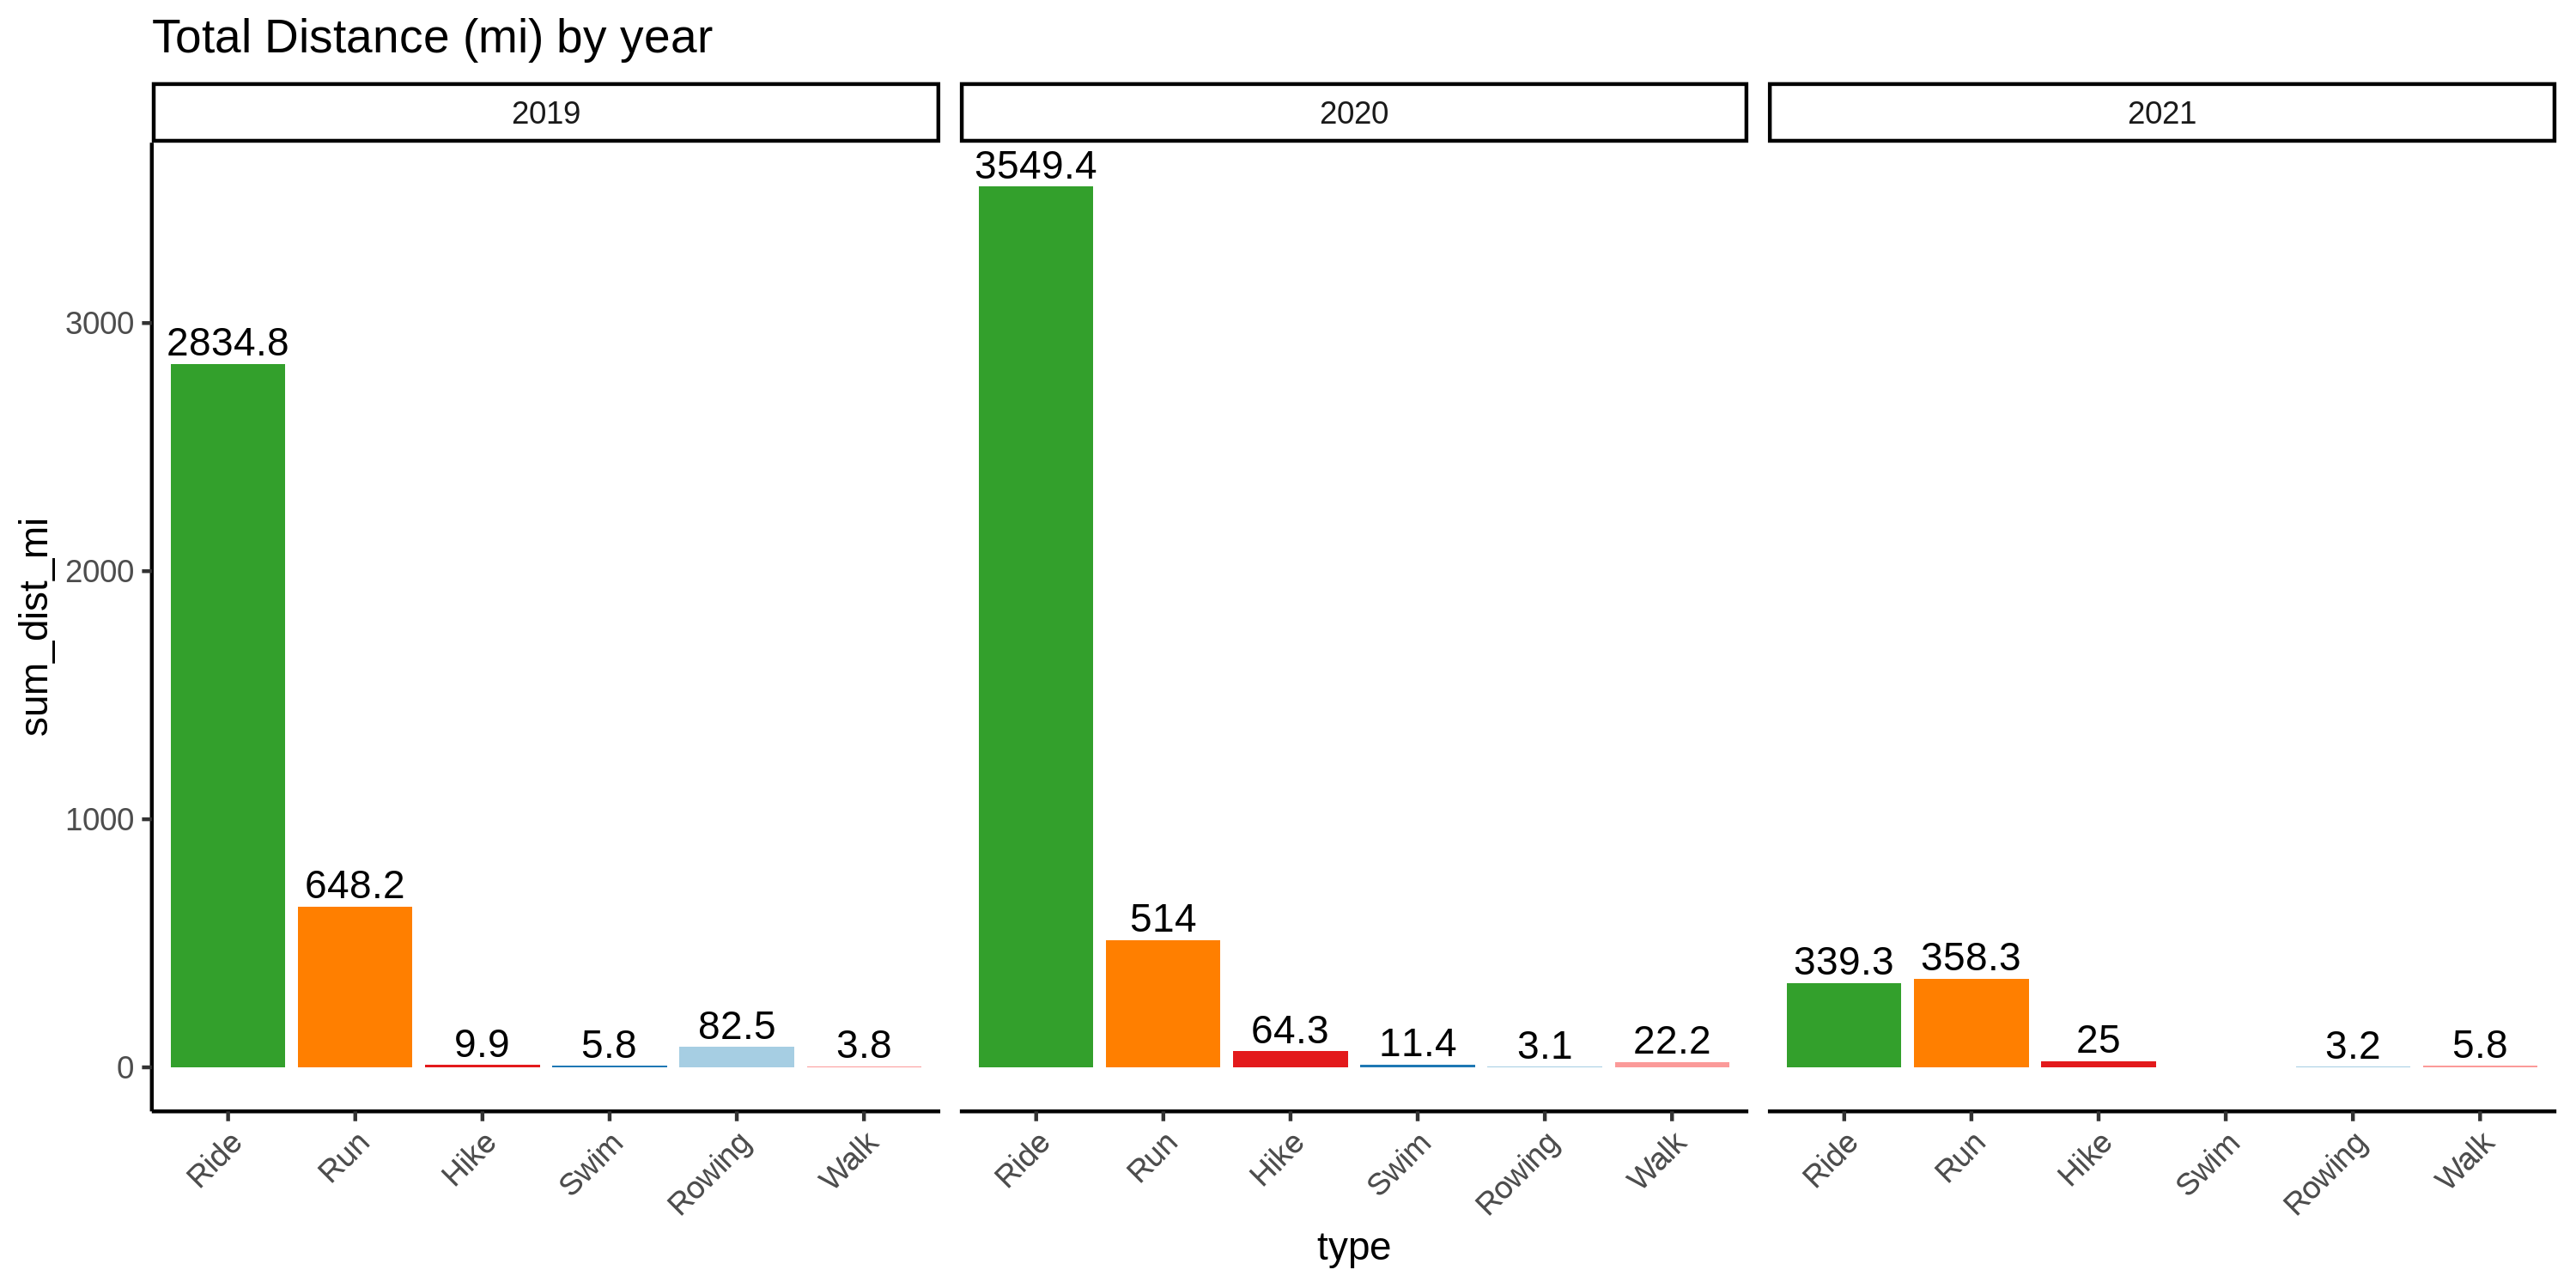 Total Distance (mi) by year
2019 2020 2021
3549.4
3000
2834.8
sum_dist_mi
2000
1000
648.2
514
339.3 358.3
9.9 5.8 82.5 3.8
64.3 11.4 3.1 22.2
25 3.2 5.8
0
Ride Run Hike Swim Rowing Walk
Ride Run Hike Swim Rowing Walk
Ride Run Hike Swim Rowing Walk
type